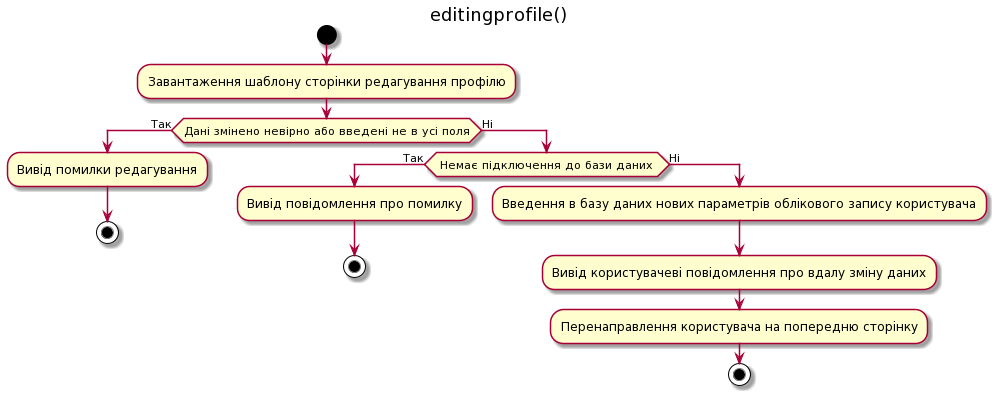 editingprofile()
Завантаження шаблону сторінки редагування профілю
Так
Дані змінено невірно або введені не в усі поля
Ні
Вивід помилки редагування
Так
Немає підключення до бази даних
Ні
Вивід повідомлення про помилку
Введення в базу даних нових параметрів облікового запису користувача
Вивід користувачеві повідомлення про вдалу зміну даних
Перенаправлення користувача на попередню сторінку